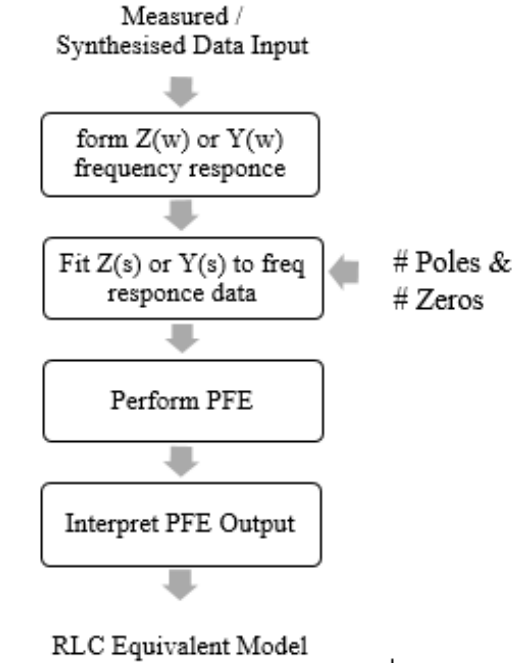 Measured /
Synthesised Data Input
form Z(w) or Y(w)
frequency responce
Fit Z(s) or Y(s) to freq
responce data
# Poles &
# Zeros
Perform PFE
Interpret PFE Output
RLC Equivalent Model